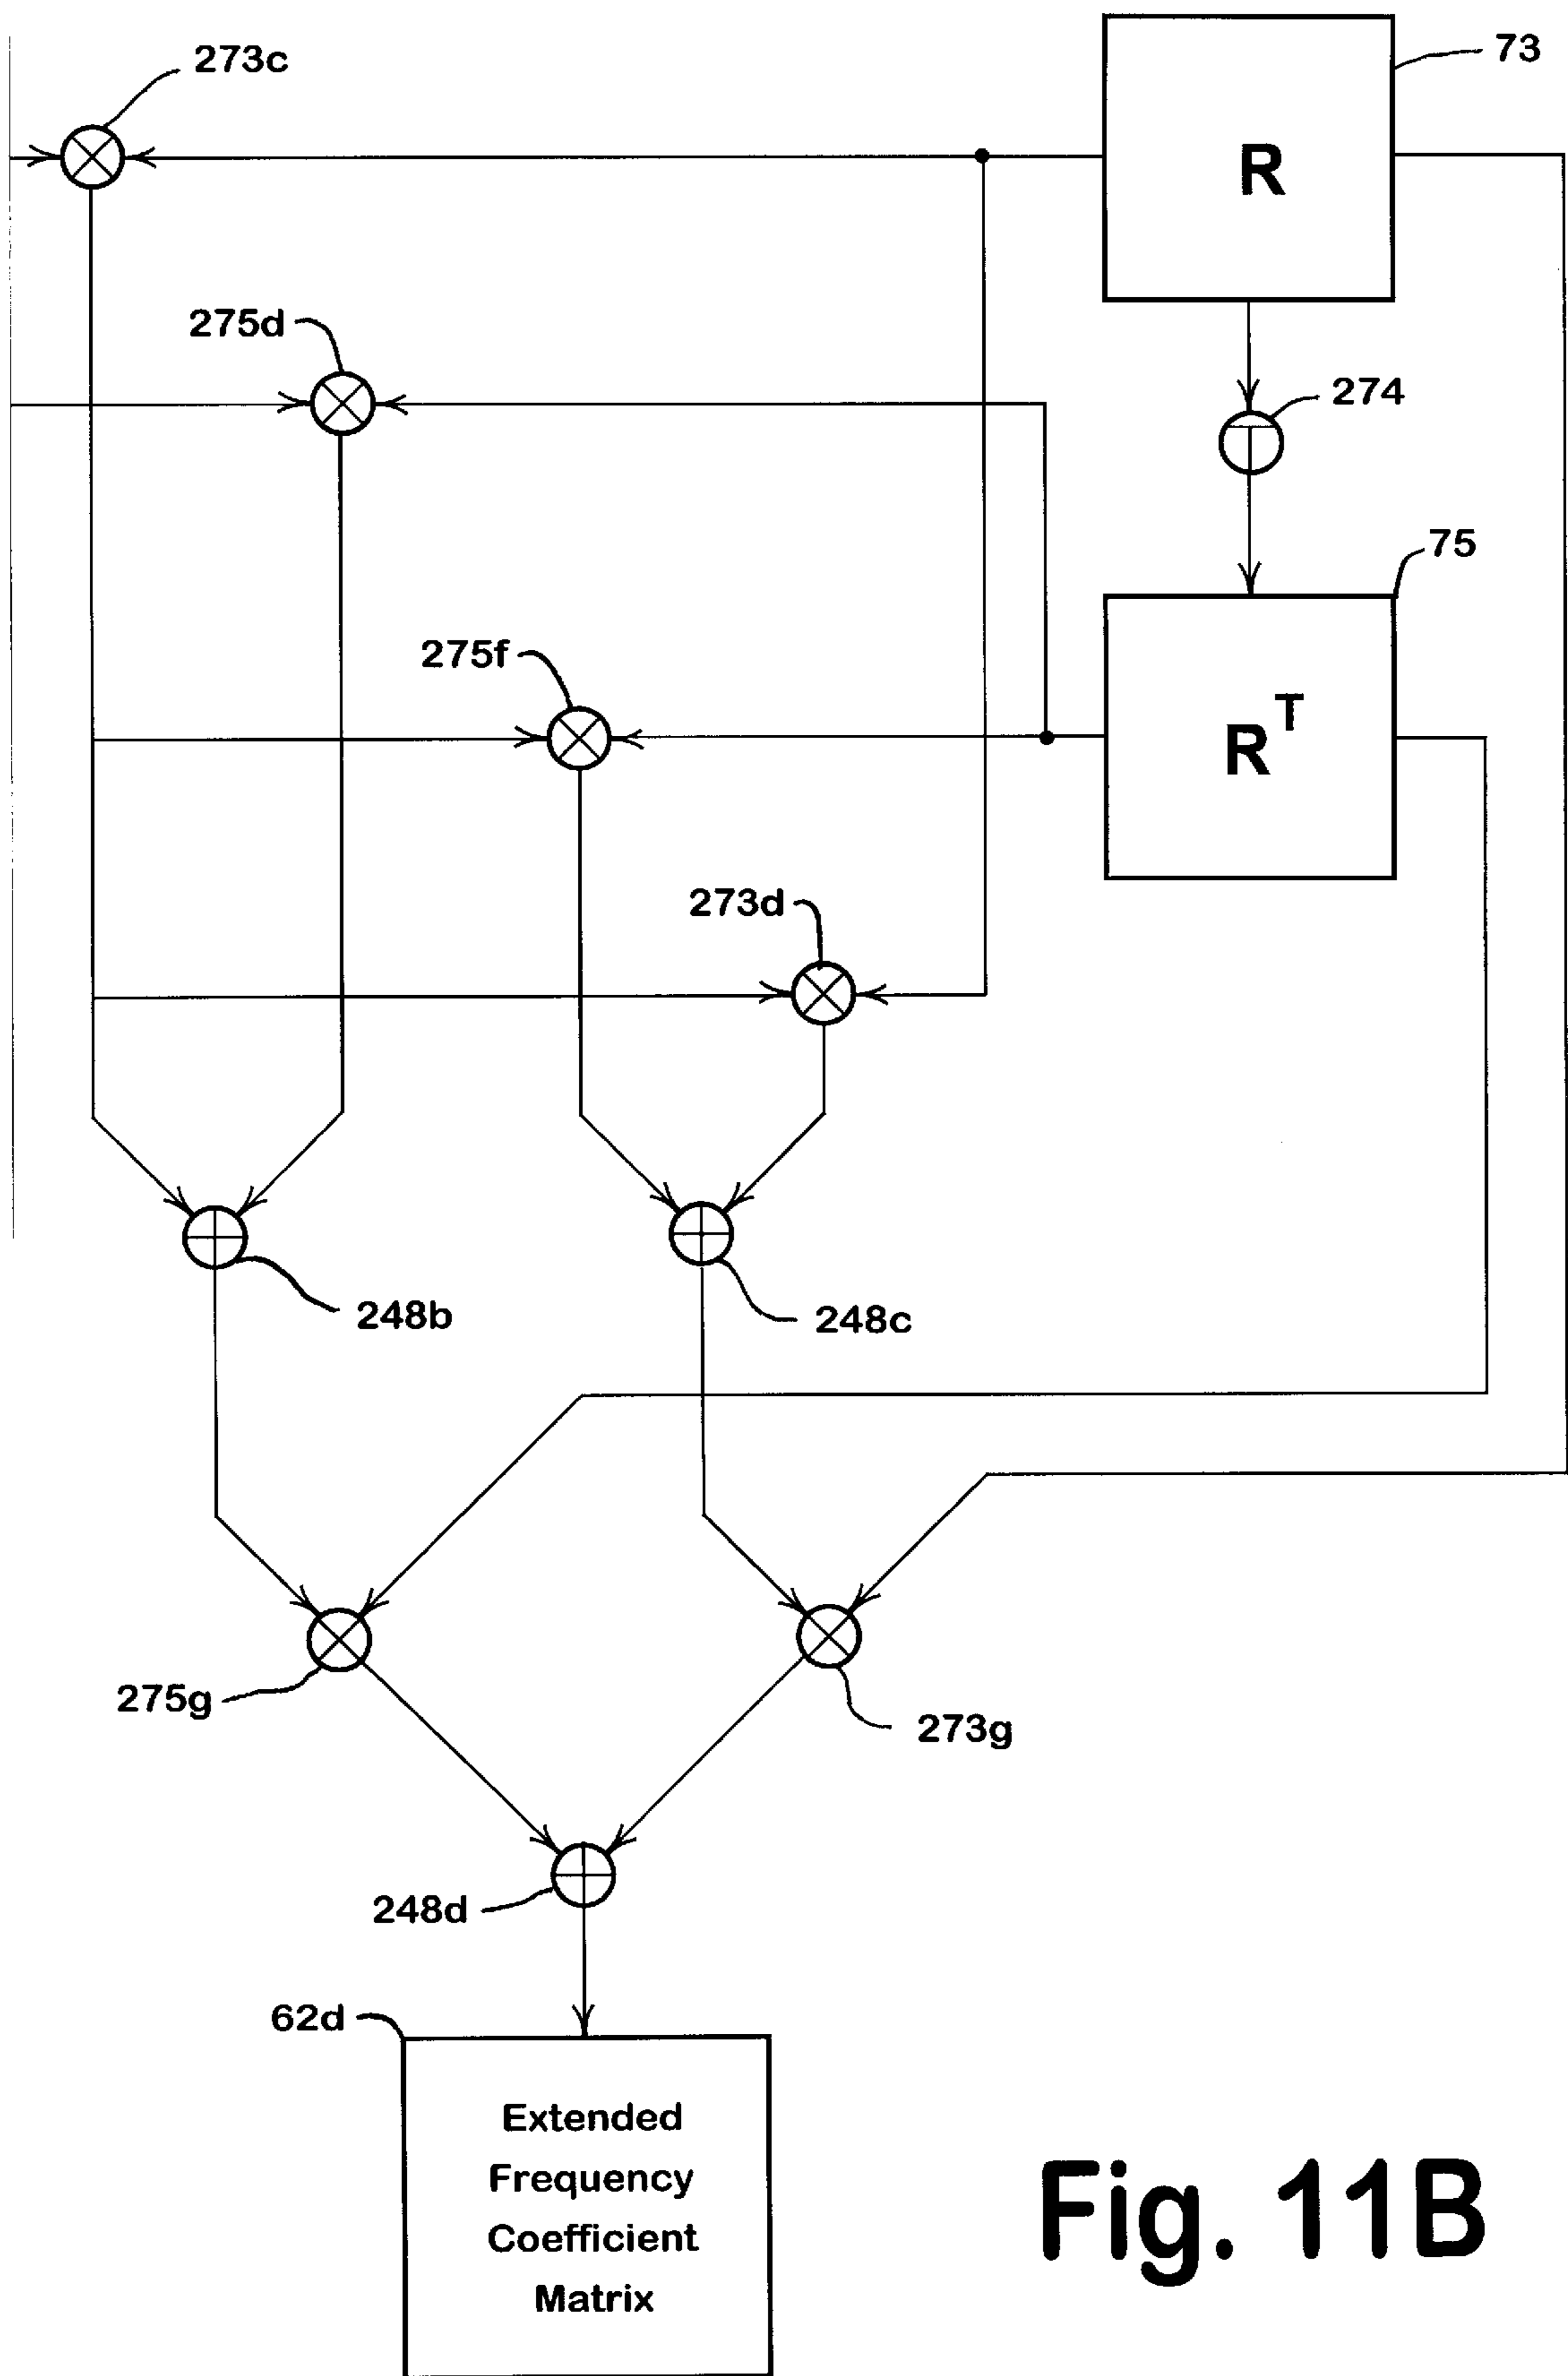 273c
73
R
275d
274
75
275f
R^T
273d
248b
248c
275g
273g
248d
62d
Extended
Frequency
Coefficient
Matrix
Fig. 11B